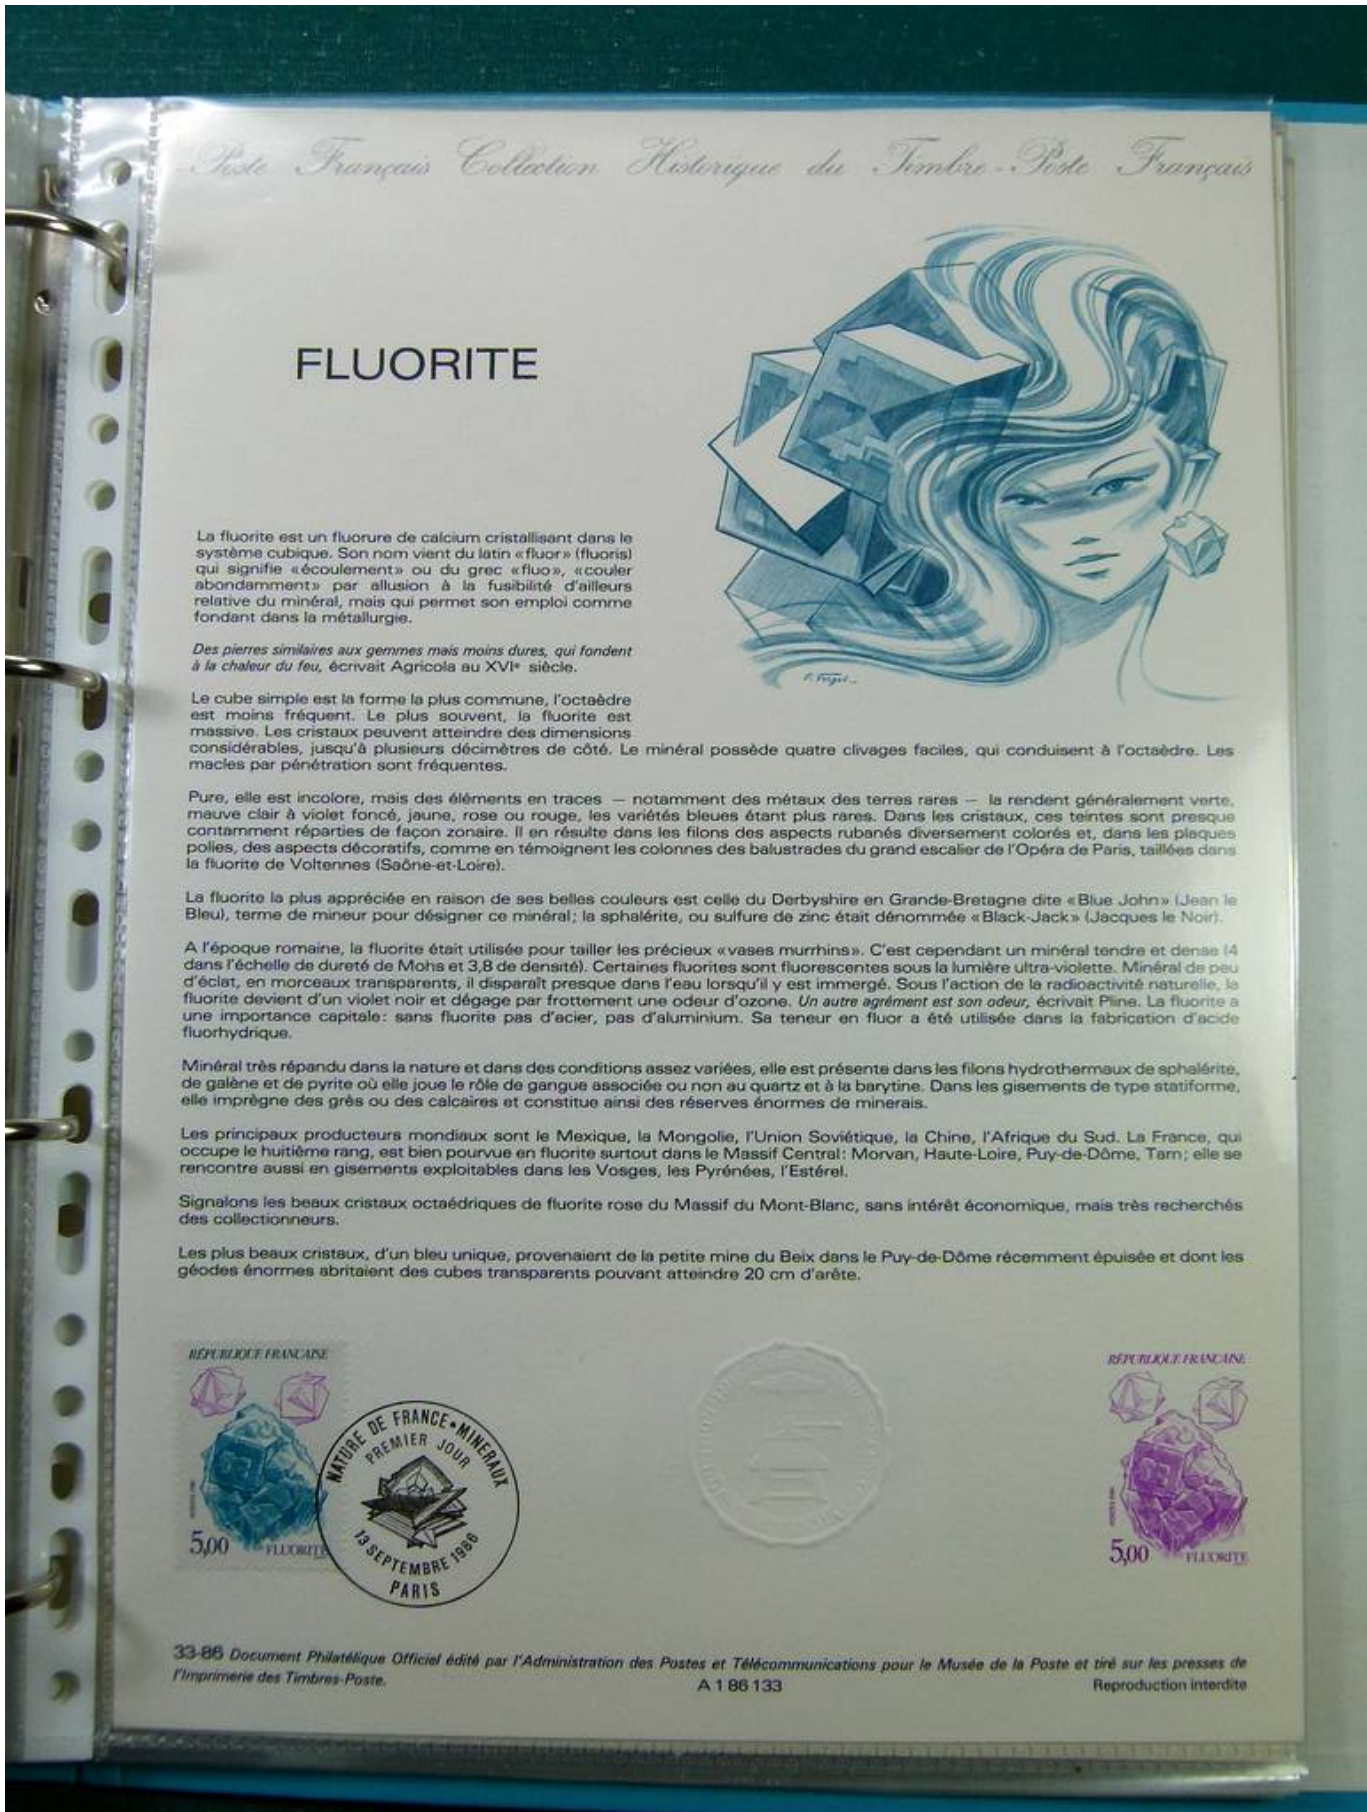 Poste Français Collection Historique du Timbre-Poste Français
FLUORITE
La fluorite est un fluorure de calcium cristallisant dans le
système cubique. Son nom vient du latin «fluor» (fluoris)
qui signifie «écoulement» ou du grec «fluo», «couler
abondamment» par allusion à la fusibilité d'ailleurs
relative du minéral, mais qui permet son emploi comme
fondant dans la métallurgie.
Des pierres similaires aux gemmes mais moins dures, qui fondent
à la chaleur du feu, écrivait Agricola au XVIe siècle.
Le cube simple est la forme la plus commune, l'octaèdre
est moins fréquent. Le plus souvent, la fluorite est
massive. Les cristaux peuvent atteindre des dimensions
considérables, jusqu'à plusieurs décimètres de côté. Le minéral possède quatre clivages faciles, qui conduisent à l'octaèdre. Les
macles par pénétration sont fréquentes.
Pure, elle est incolore, mais des éléments en traces — notamment des métaux des terres rares — la rendent généralement verte,
mauve clair à violet foncé, jaune, rose ou rouge, les variétés bleues étant plus rares. Dans les cristaux, ces teintes sont presque
contamment réparties de façon zonaire. Il en résulte dans les filons des aspects rubanés diversement colorés et, dans les plaques
polies, des aspects décoratifs, comme en témoignent les colonnes des balustrades du grand escalier de l'Opéra de Paris, taillées dans
la fluorite de Voltennes (Saône-et-Loire).
La fluorite la plus appréciée en raison de ses belles couleurs est celle du Derbyshire en Grande-Bretagne dite «Blue John» (Jean le
Bleu), terme de mineur pour désigner ce minéral; la sphalérite, ou sulfure de zinc était dénommée «Black-Jack» (Jacques le Noir).
A l'époque romaine, la fluorite était utilisée pour tailler les précieux «vases murrhins». C'est cependant un minéral tendre et dense (4
dans l'échelle de dureté de Mohs et 3,8 de densité). Certaines fluorites sont fluorescentes sous la lumière ultra-violette. Minéral de peu
d'éclat, en morceaux transparents, il disparaît presque dans l'eau lorsqu'il y est immergé. Sous l'action de la radioactivité naturelle, la
fluorite devient d'un violet noir et dégage par frottement une odeur d'ozone. Un autre agrément est son odeur, écrivait Pline. La fluorite a
une importance capitale: sans fluorite pas d'acier, pas d'aluminium. Sa teneur en fluor a été utilisée dans la fabrication d'acide
fluorhydrique.
Minéral très répandu dans la nature et dans des conditions assez variées, elle est présente dans les filons hydrothermaux de sphalérite,
de galène et de pyrite où elle joue le rôle de gangue associée ou non au quartz et à la barytine. Dans les gisements de type statiforme,
elle imprègne des grès ou des calcaires et constitue ainsi des réserves énormes de minerais.
Les principaux producteurs mondiaux sont le Mexique, la Mongolie, l'Union Soviétique, la Chine, l'Afrique du Sud. La France, qui
occupe le huitième rang, est bien pourvue en fluorite surtout dans le Massif Central: Morvan, Haute-Loire, Puy-de-Dôme, Tarn; elle se
rencontre aussi en gisements exploitables dans les Vosges, les Pyrénées, l'Estérel.
Signalons les beaux cristaux octaédriques de fluorite rose du Massif du Mont-Blanc, sans intérêt économique, mais très recherchés
des collectionneurs.
Les plus beaux cristaux, d'un bleu unique, provenaient de la petite mine du Beix dans le Puy-de-Dôme récemment épuisée et dont les
géodes énormes abritaient des cubes transparents pouvant atteindre 20 cm d'arête.
RÉPUBLIQUE FRANÇAISE
5,00 FLUORITE
NATURE DE FRANCE • MINERAUX
PREMIER JOUR
13 SEPTEMBRE 1986
PARIS
RÉPUBLIQUE FRANÇAISE
5,00 FLUORITE
33-86 Document Philatélique Officiel édité par l'Administration des Postes et Télécommunications pour le Musée de la Poste et tiré sur les presses de
l'Imprimerie des Timbres-Poste.
A 1 86 133
Reproduction interdite